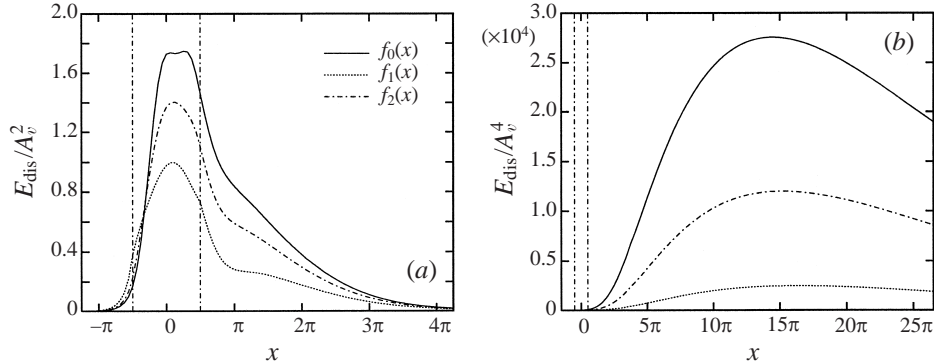 1.8
1.6
1.2
0.8
0.4
0
E_dis/A_v^2
−π
0
π
2π
3π
4π
x
f_0(x)
f_1(x)
f_2(x)
(a)
3.0
(×10^4)
2.5
2.0
1.5
1.0
0.5
0
E_dis/A_v^4
0
5π
10π
15π
20π
25π
x
(b)